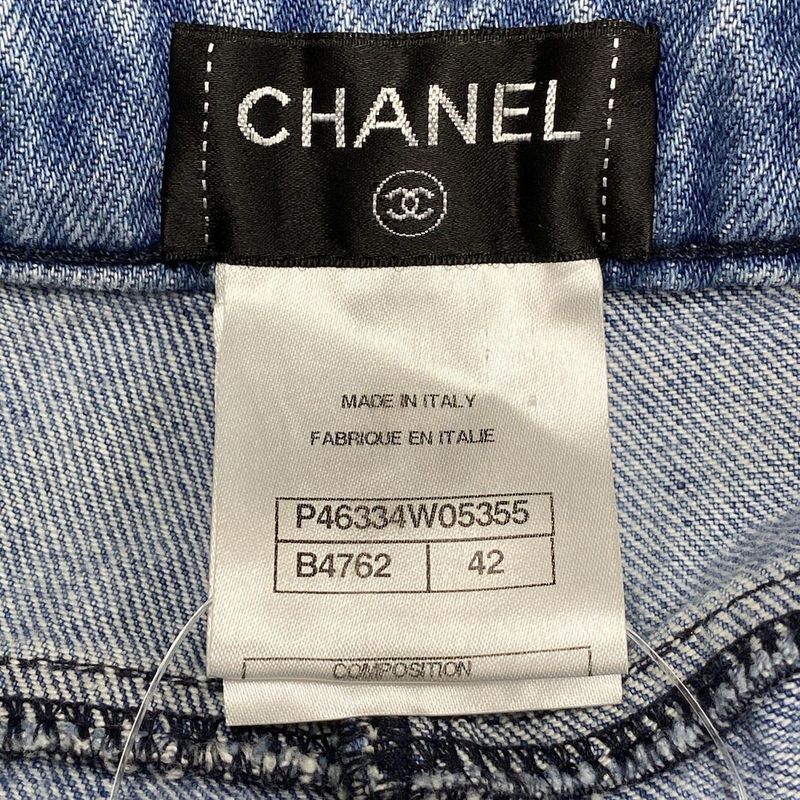 CHANEL
MADE IN ITALY
FABRIQUE EN ITALIE
P46334W05355
B4762 42
COMPOSITION